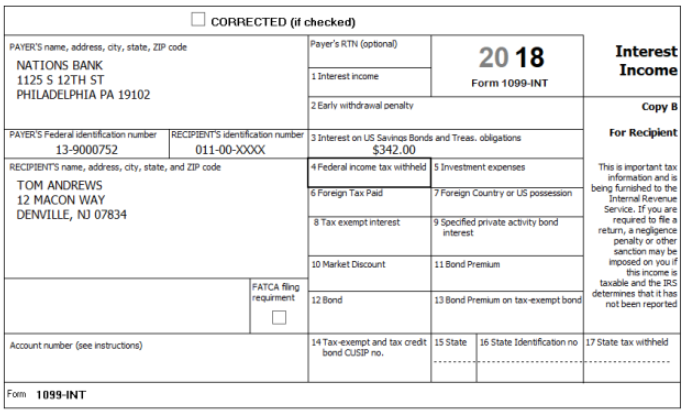 CORRECTED (if checked)
PAYER'S name, address, city, state, ZIP code
NATIONS BANK
1125 S 12TH ST
PHILADELPHIA PA 19102
Payer's RTN (optional)
1 Interest income
2018
Form 1099-INT
Interest
Income
2 Early withdrawal penalty
Copy B
PAYER'S Federal identification number
13-9000752
RECIPIENT'S identification number
011-00-XXXX
3 Interest on US Savings Bonds and Treas. obligations
$342.00
For Recipient
RECIPIENT'S name, address, city, state, and ZIP code
TOM ANDREWS
12 MACON WAY
DENVILLE, NJ 07834
4 Federal income tax withheld
5 Investment expenses
6 Foreign Tax Paid
7 Foreign Country or US possession
8 Tax exempt interest
9 Specified private activity bond
interest
10 Market Discount
11 Bond Premium
This is important tax
information and is
being furnished to the
Internal Revenue
Service. If you are
required to file a
return, a negligence
penalty or other
sanction may be
imposed on you if
this income is
taxable and the IRS
determines that it has
not been reported
FATCA filing
requirment
12 Bond
13 Bond Premium on tax-exempt bond
Account number (see instructions)
14 Tax-exempt and tax credit
bond CUSIP no.
15 State
16 State Identification no
17 State tax withheld
Form 1099-INT